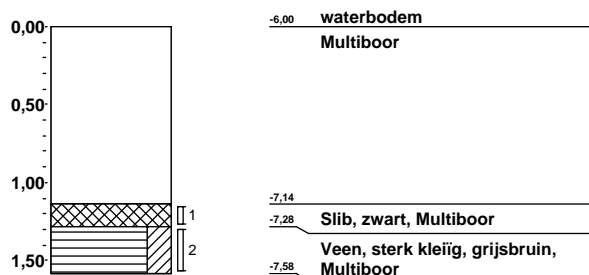 0,00
-6,00 waterbodem
Multiboor
0,50
1,00
-7,14
1
-7,28 Slib, zwart, Multiboor
2
Veen, sterk kleiïg, grijsbruin,
1,50
-7,58 Multiboor